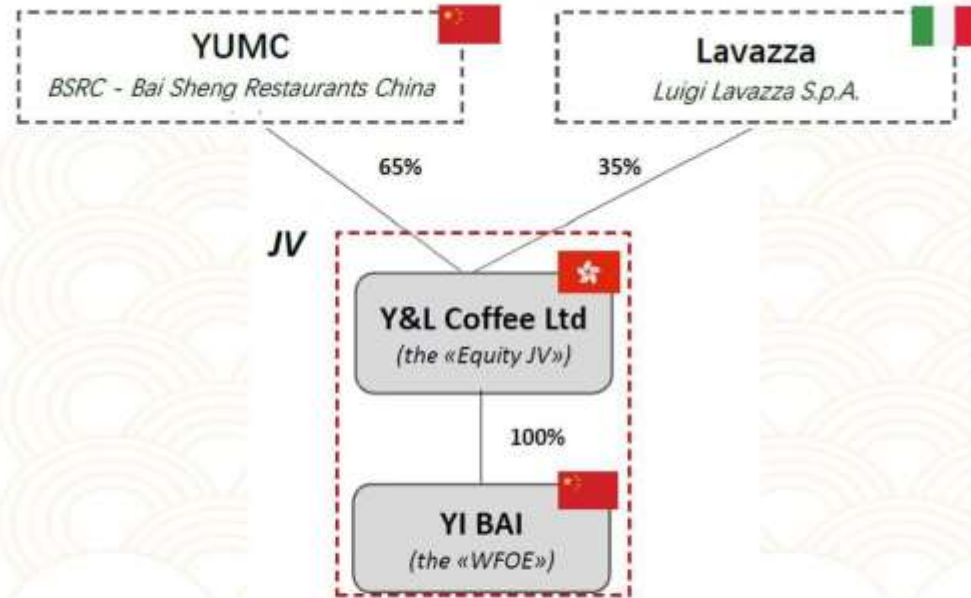 YUMC
BSRC - Bai Sheng Restaurants China
Lavazza
Luigi Lavazza S.p.A.
65%
35%
JV
Y&L Coffee Ltd
(the «Equity JV»)
100%
YI BAI
(the «WFOE»)